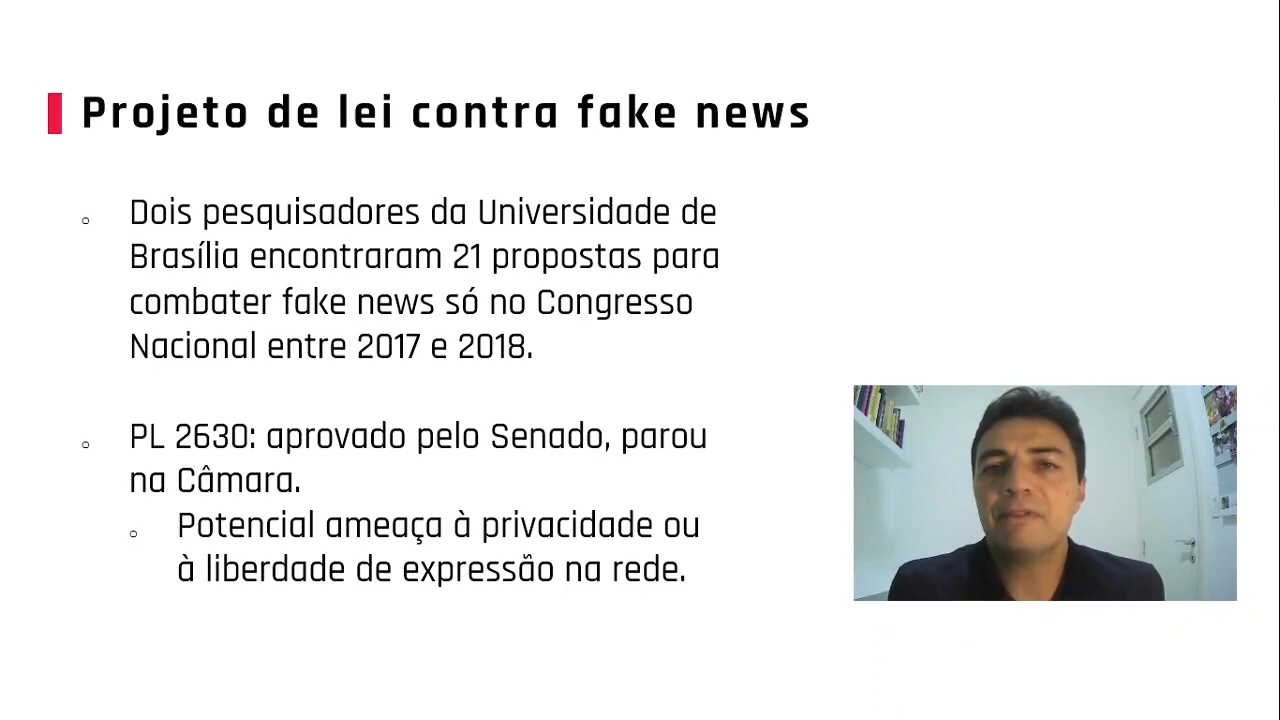 Projeto de lei contra fake news
Dois pesquisadores da Universidade de
Brasília encontraram 21 propostas para
combater fake news só no Congresso
Nacional entre 2017 e 2018.
PL 2630: aprovado pelo Senado, parou
na Câmara.
Potencial ameaça à privacidade ou
à liberdade de expressão na rede.